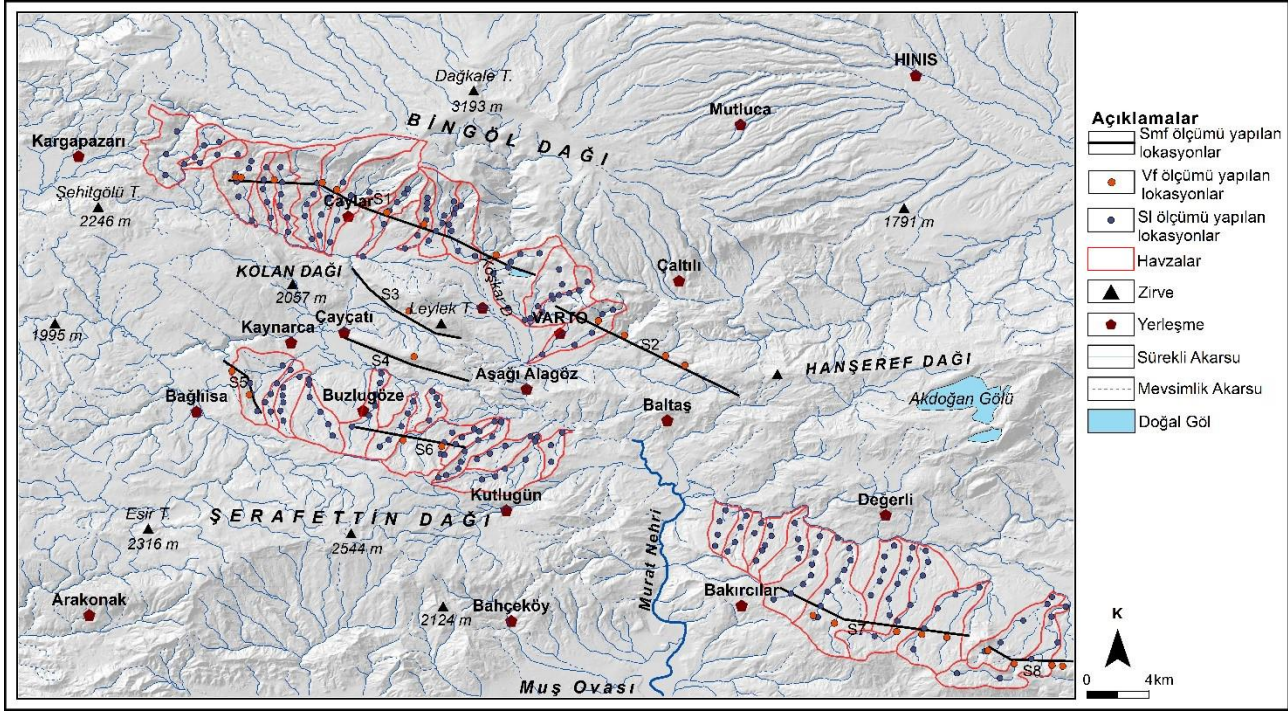 HINIS
Dağkale T.
3193 m
Mutluca
BİNGÖL DAĞI
Kargapazarı
Şehitgölü T.
2246 m
S1
Çaylar
1791 m
KOLAN DAĞI
2057 m
Çaltılı
S3
Leylek T.
1995 m
Kaynarca
Çayçatı
VARTO
S2
S4
HANŞEREF DAĞI
S5
Aşağı Alagöz
Akdoğan Gölü
Bağlıisa
Buzlugöze
Baltaş
S6
Kutlugün
Değerli
ŞERAFETTİN DAĞI
Esir T.
2316 m
2544 m
Murat Nehri
Arakonak
2124 m
Bahçeköy
Bakırcılar
S7
S8
Muş Ovası
Açıklamalar
Smf ölçümü yapılan
lokasyonlar
Vf ölçümü yapılan
lokasyonlar
Sl ölçümü yapılan
lokasyonlar
Havzalar
Zirve
Yerleşme
Sürekli Akarsu
Mevsimlik Akarsu
Doğal Göl
K
0 4km